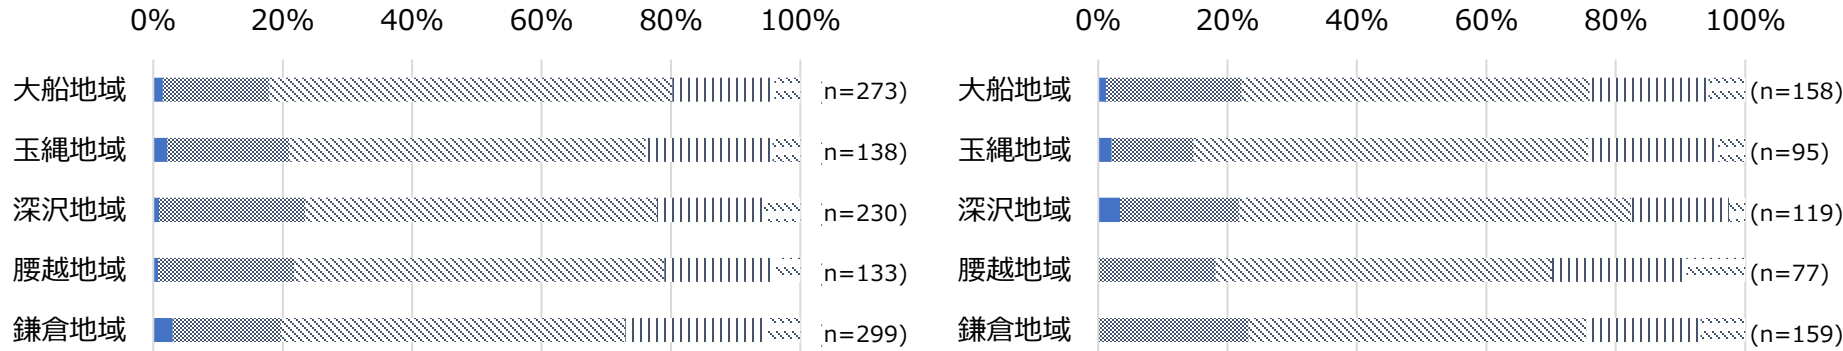 0% 20% 40% 60% 80% 100%
大船地域 n=273)
玉縄地域 n=138)
深沢地域 n=230)
腰越地域 n=133)
鎌倉地域 n=299)
0% 20% 40% 60% 80% 100%
大船地域 (n=158)
玉縄地域 (n=95)
深沢地域 (n=119)
腰越地域 (n=77)
鎌倉地域 (n=159)